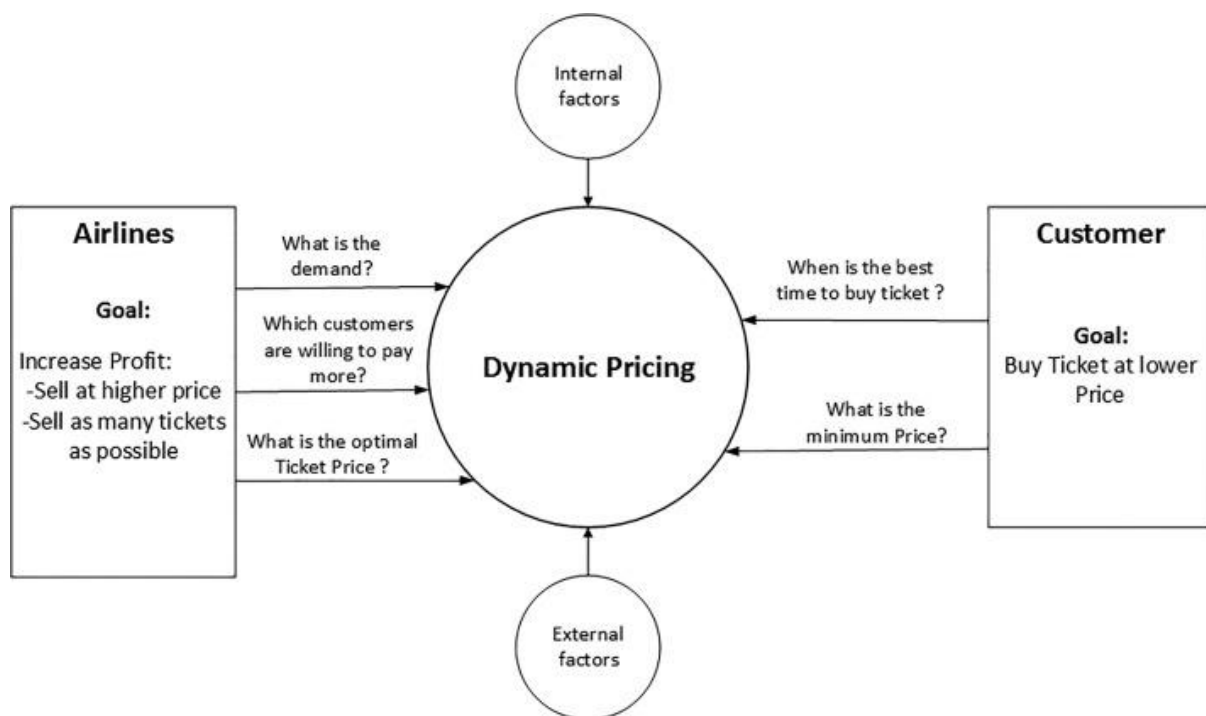 Internal
factors
Airlines
Goal:
Increase Profit:
-Sell at higher price
-Sell as many tickets
as possible
What is the
demand?
Which customers
are willing to pay
more?
What is the optimal
Ticket Price ?
Dynamic Pricing
When is the best
time to buy ticket ?
What is the
minimum Price?
Customer
Goal:
Buy Ticket at lower
Price
External
factors